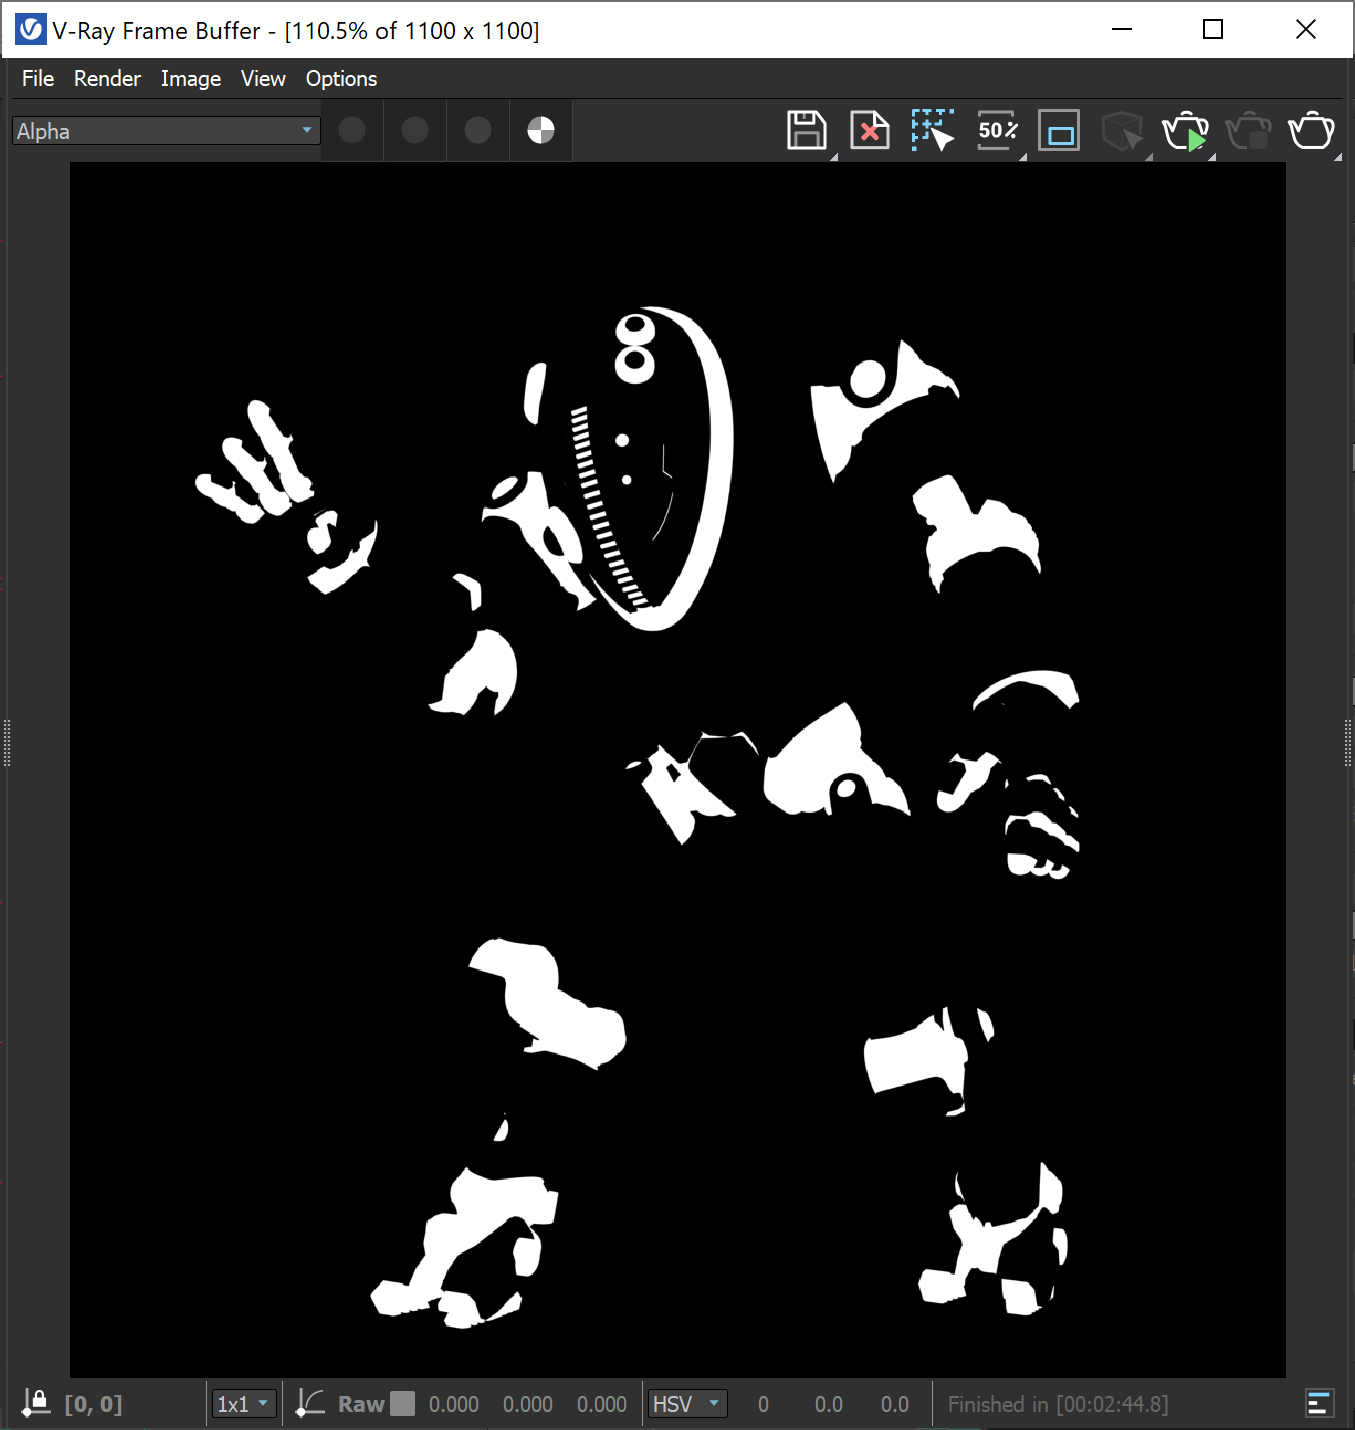 V-Ray Frame Buffer - [110.5% of 1100 x 1100]
File Render Image View Options
Alpha 50%
[0, 0] 1x1 Raw 0.000 0.000 0.000 HSV 0 0.0 0.0 Finished in [00:02:44.8]